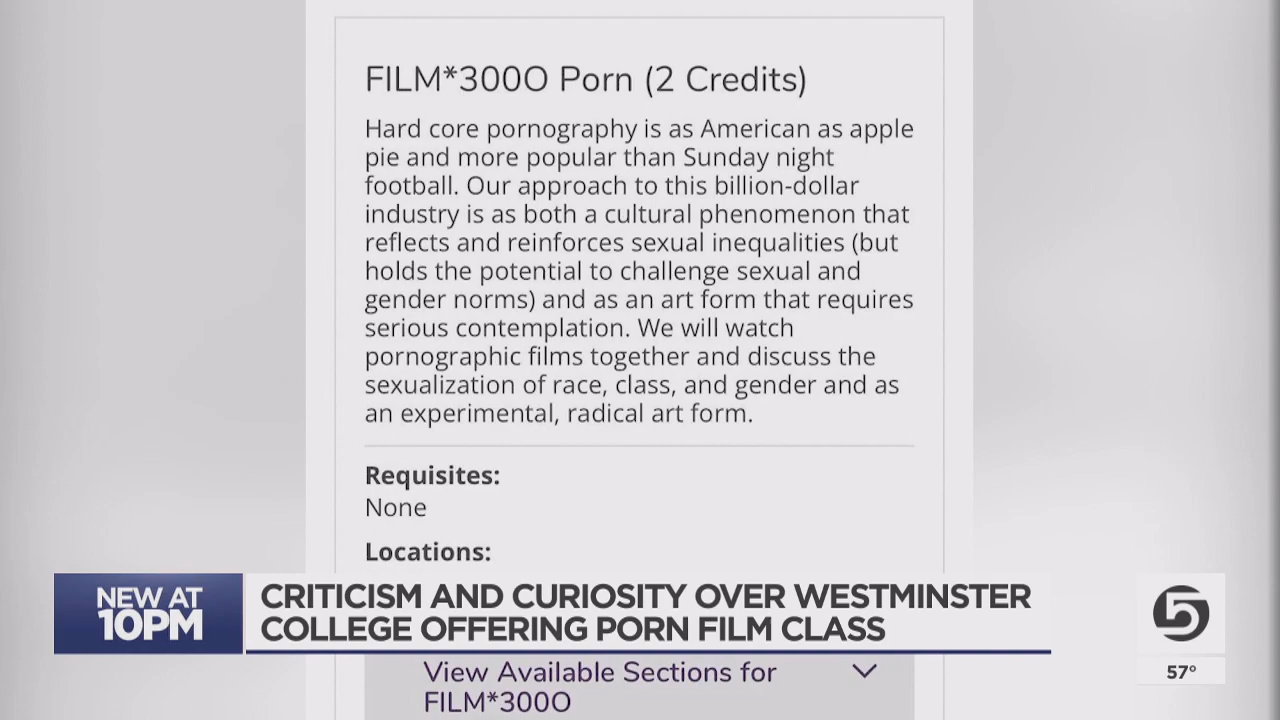 FILM*300O Porn (2 Credits)
Hard core pornography is as American as apple
pie and more popular than Sunday night
football. Our approach to this billion-dollar
industry is as both a cultural phenomenon that
reflects and reinforces sexual inequalities (but
holds the potential to challenge sexual and
gender norms) and as an art form that requires
serious contemplation. We will watch
pornographic films together and discuss the
sexualization of race, class, and gender and as
an experimental, radical art form.
Requisites:
None
Locations:
NEW AT
10PM
CRITICISM AND CURIOSITY OVER WESTMINSTER
COLLEGE OFFERING PORN FILM CLASS
5
57°
View Available Sections for
FILM*300O